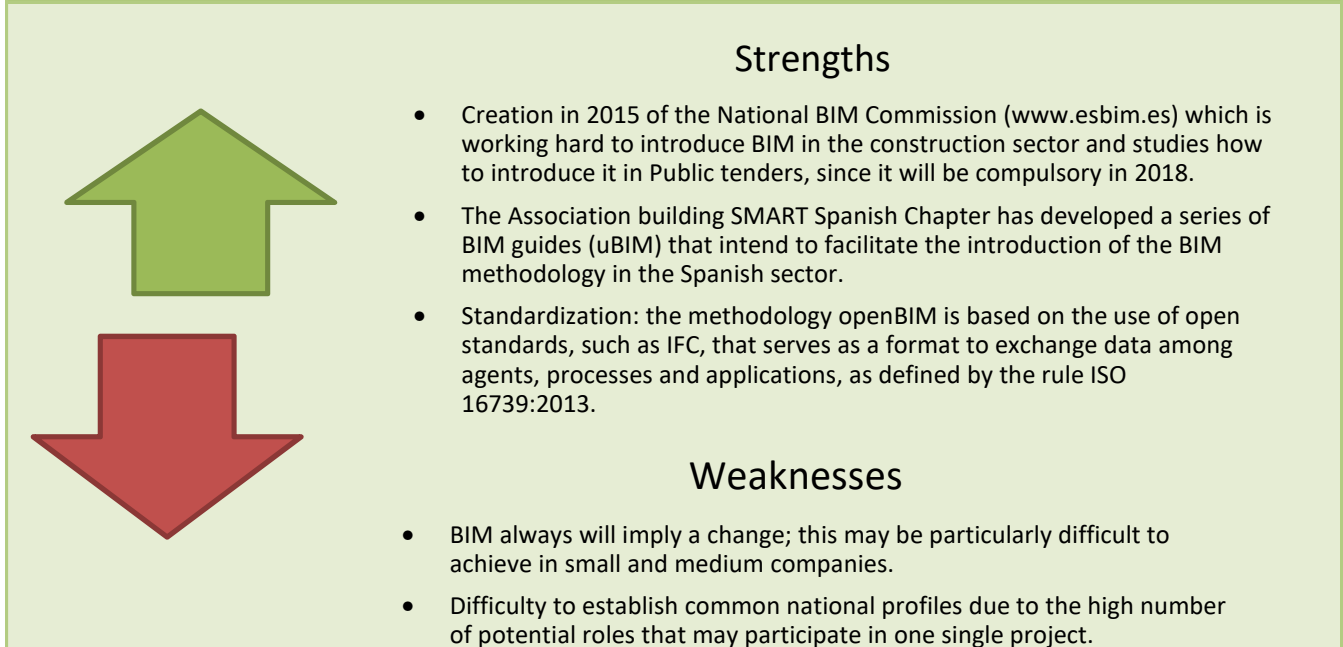 Strengths
• Creation in 2015 of the National BIM Commission (www.esbim.es) which is
working hard to introduce BIM in the construction sector and studies how
to introduce it in Public tenders, since it will be compulsory in 2018.
• The Association building SMART Spanish Chapter has developed a series of
BIM guides (uBIM) that intend to facilitate the introduction of the BIM
methodology in the Spanish sector.
• Standardization: the methodology openBIM is based on the use of open
standards, such as IFC, that serves as a format to exchange data among
agents, processes and applications, as defined by the rule ISO
16739:2013.
Weaknesses
• BIM always will imply a change; this may be particularly difficult to
achieve in small and medium companies.
• Difficulty to establish common national profiles due to the high number
of potential roles that may participate in one single project.